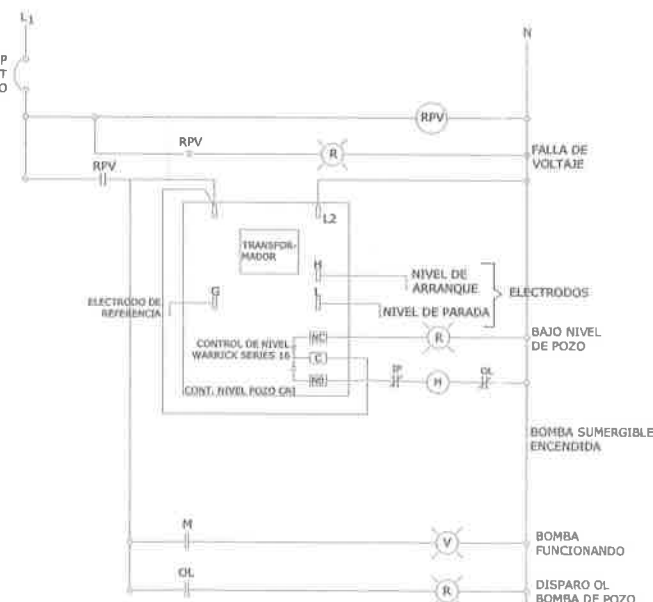 L1
N
P
T
O
RPV
RPV
R
FALLA DE
VOLTAJE
RPV
L2
TRANSFOR-
MADOR
H
NIVEL DE
ARRANQUE
ELECTRODOS
G
L
ELECTRODO DE
REFERENCIA
NIVEL DE PARADA
CONTROL DE NIVEL
WARRICK SERIES 16
NC
R
BAJO NIVEL
DE POZO
C
NO
CONT. NIVEL POZO
M
OL
BOMBA SUMERGIBLE
ENCENDIDA
M
V
BOMBA
FUNCIONANDO
OL
R
DISPARO OL
BOMBA DE POZO